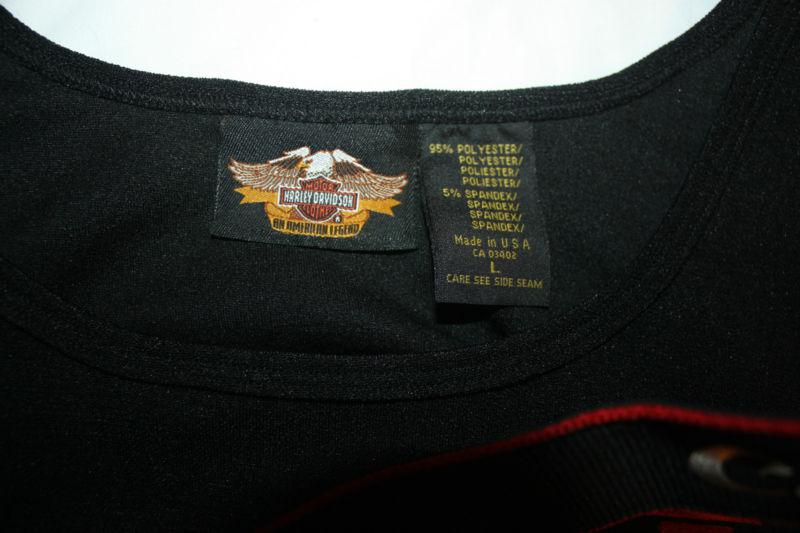 MOTOR
HARLEY-DAVIDSON
CLOTHES
AN AMERICAN LEGEND
95% POLYESTER/
POLYESTER/
POLIESTER/
POLIESTER/
5% SPANDEX/
SPANDEX/
SPANDEX/
SPANDEX/
Made in U S A
CA 03402
L
CARE SEE SIDE SEAM